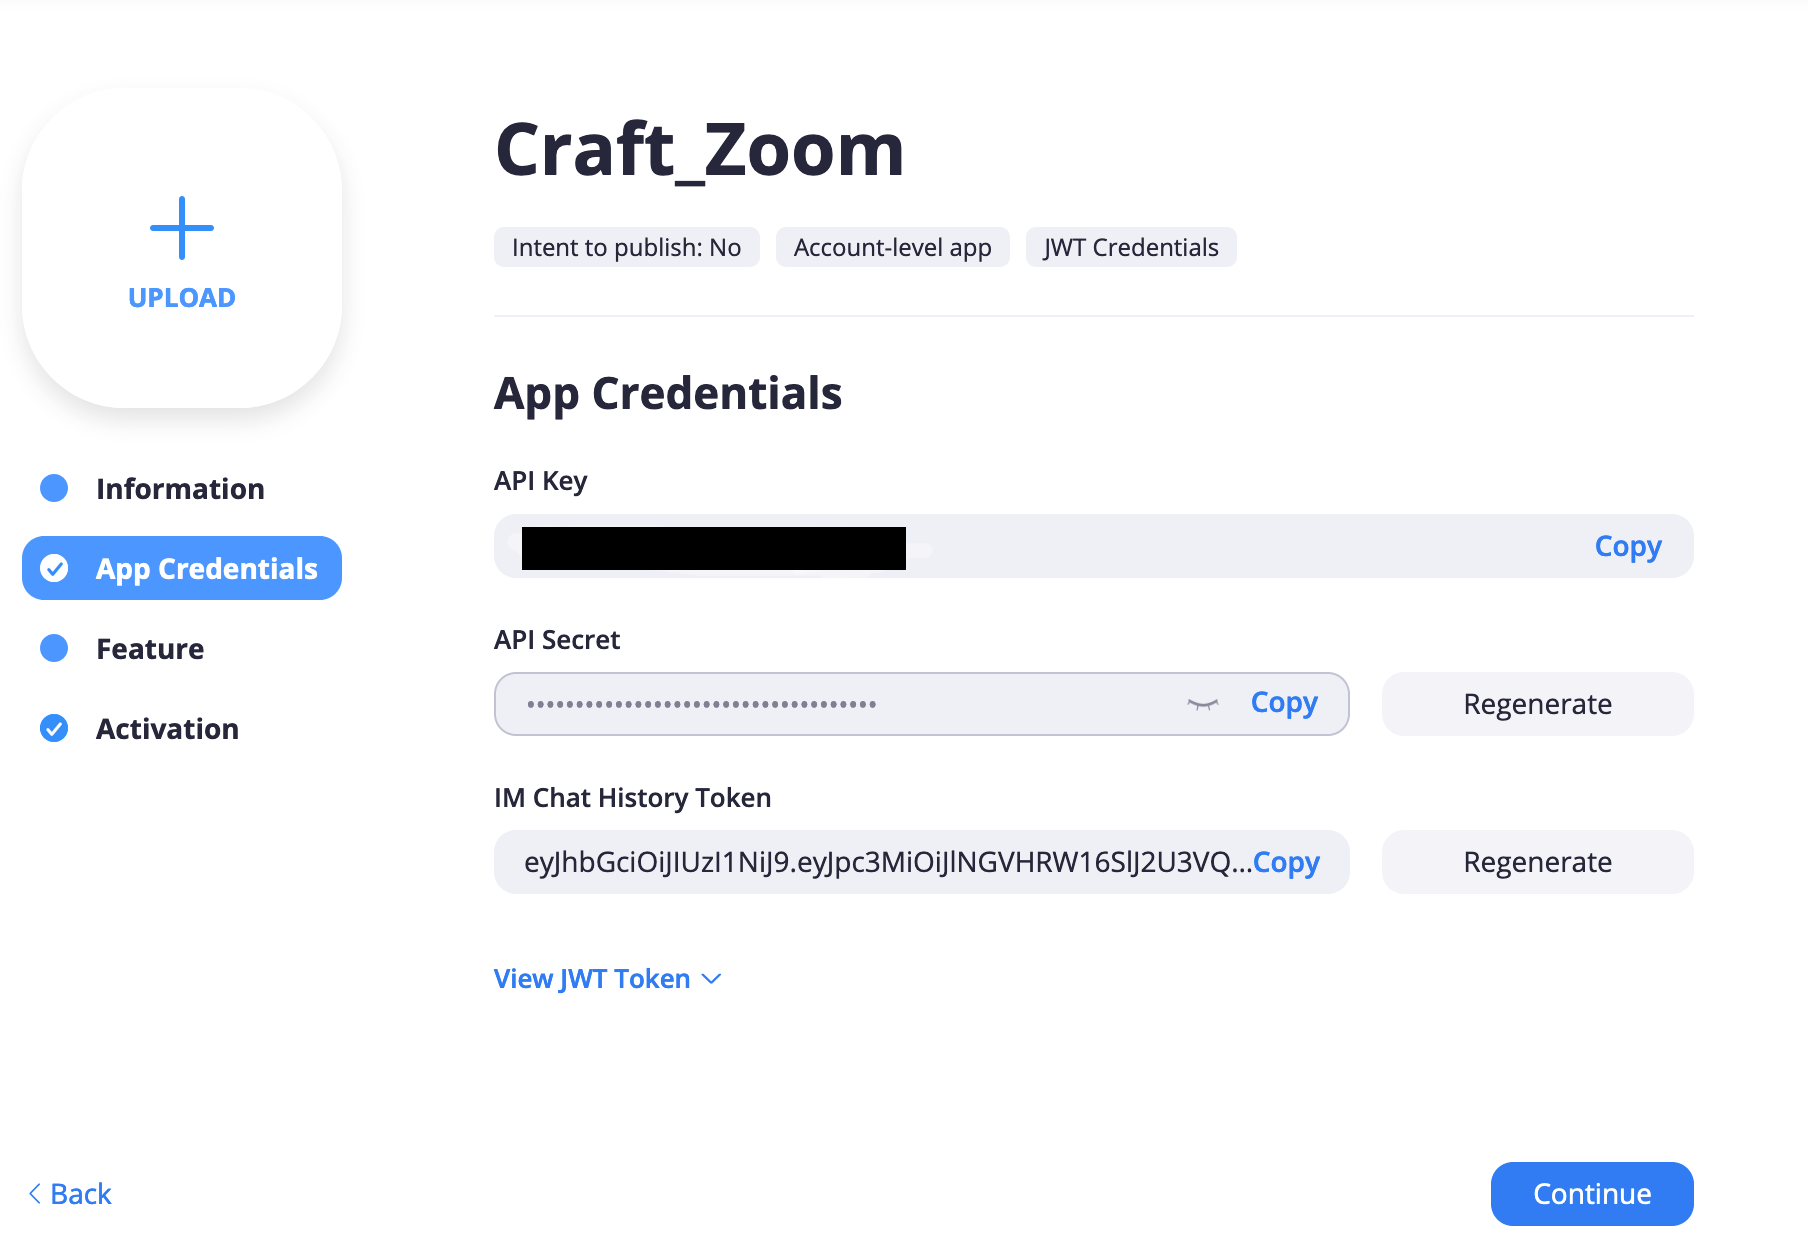 UPLOAD
Information
App Credentials
Feature
Activation
Craft_Zoom
Intent to publish: No
Account-level app
JWT Credentials
App Credentials
API Key
Copy
API Secret
••••••••••••••••••••••••••••••••••••
Copy
Regenerate
IM Chat History Token
eyJhbGciOiJIUzI1NiJ9.eyJpc3MiOiJlNGVHRW16SlJ2U3VQ...
Copy
Regenerate
View JWT Token
Back
Continue